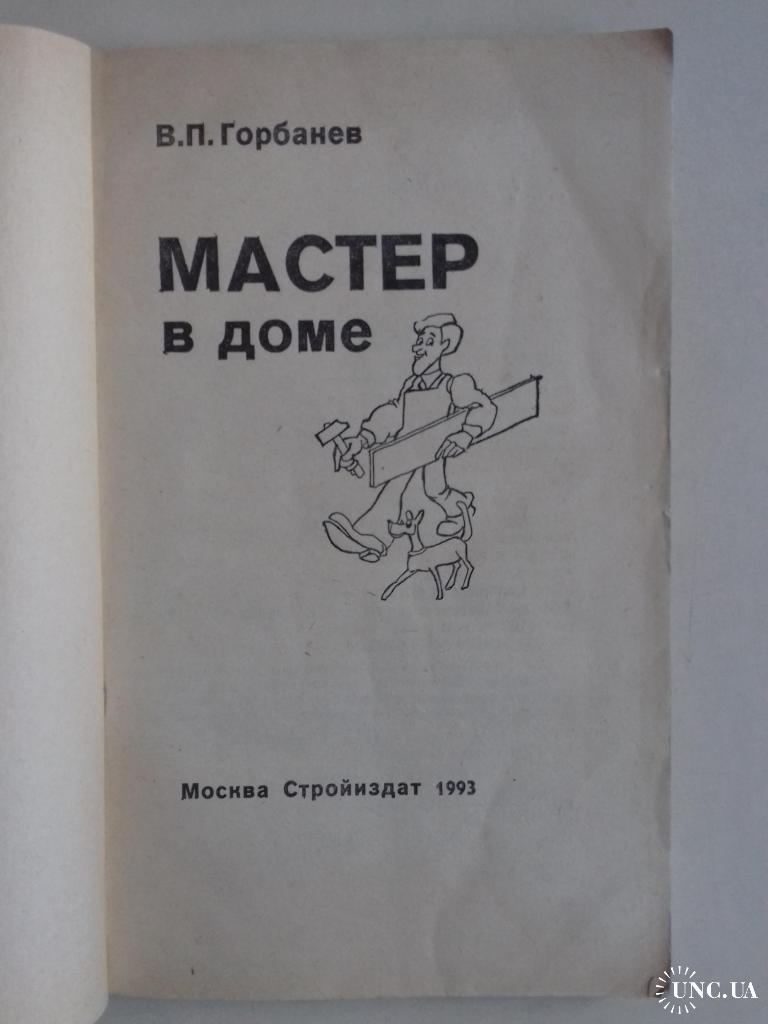 В.П.Горбанев
МАСТЕР
в доме
Москва Стройиздат 1993
UNC.UA